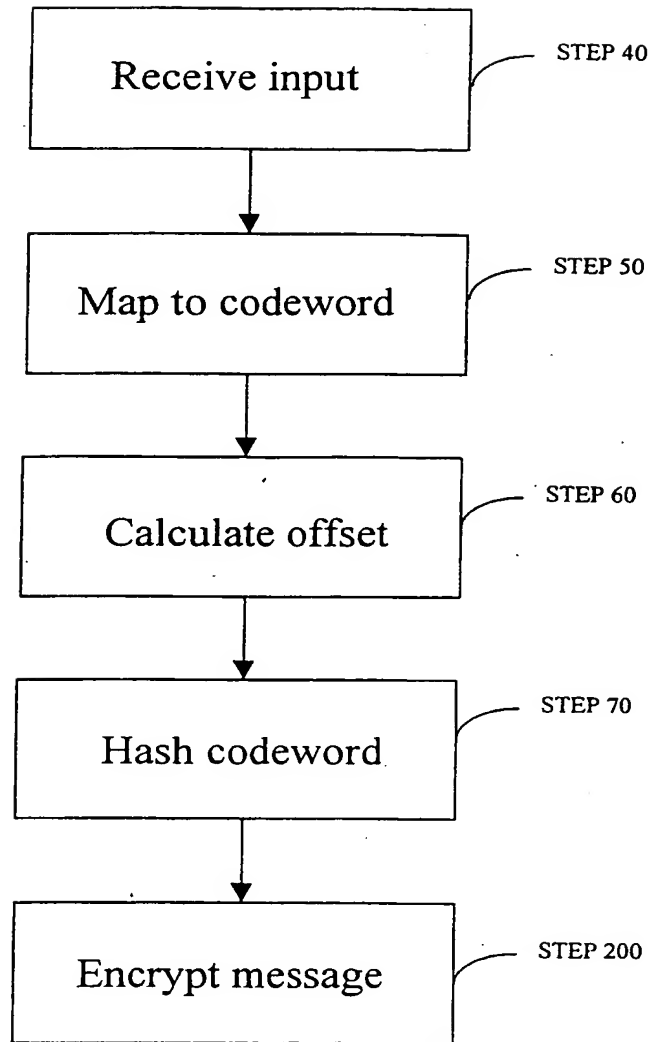 Receive input
STEP 40
Map to codeword
STEP 50
Calculate offset
STEP 60
Hash codeword
STEP 70
Encrypt message
STEP 200